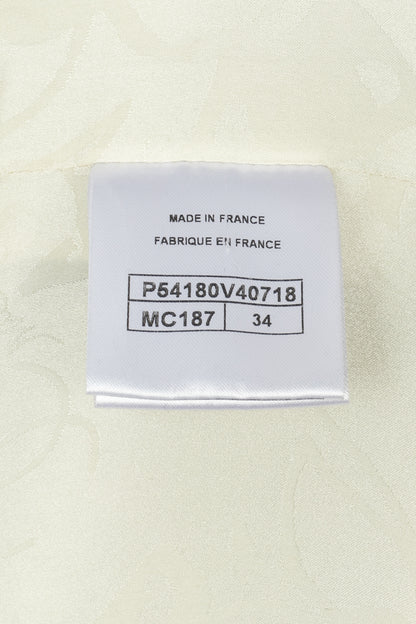 MADE IN FRANCE
FABRIQUE EN FRANCE
P54180V40718
MC187 34